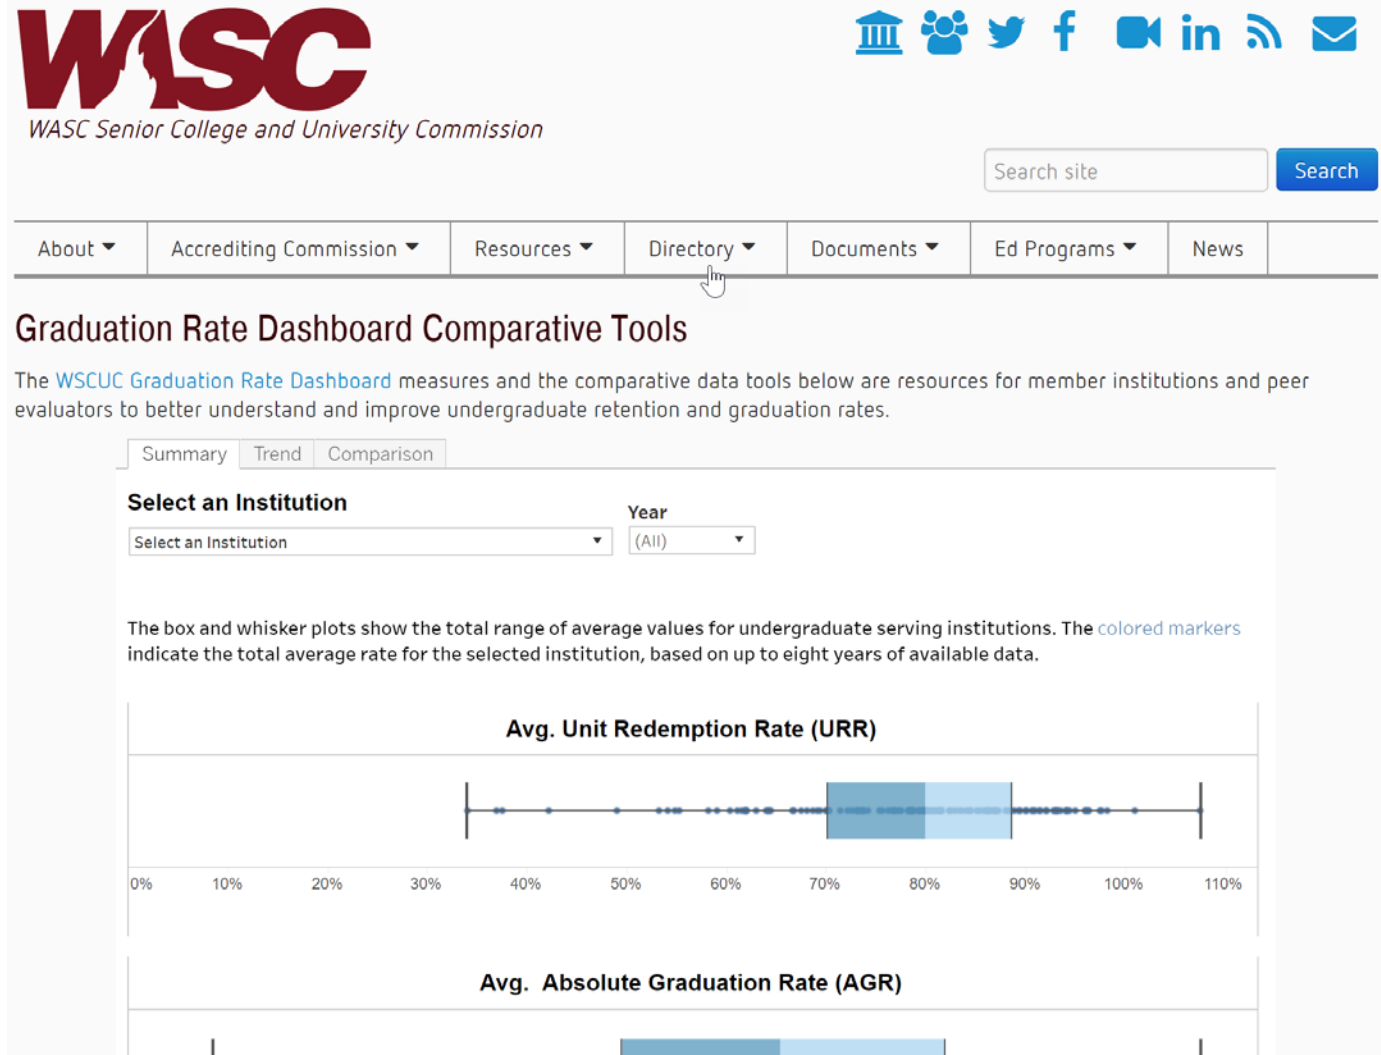 WASC
WASC Senior College and University Commission
Search site
Search
About
Accrediting Commission
Resources
Directory
Documents
Ed Programs
News
Graduation Rate Dashboard Comparative Tools
The WSCUC Graduation Rate Dashboard measures and the comparative data tools below are resources for member institutions and peer
evaluators to better understand and improve undergraduate retention and graduation rates.
Summary
Trend
Comparison
Select an Institution
Year
Select an Institution
(All)
The box and whisker plots show the total range of average values for undergraduate serving institutions. The colored markers
indicate the total average rate for the selected institution, based on up to eight years of available data.
Avg. Unit Redemption Rate (URR)
0% 10% 20% 30% 40% 50% 60% 70% 80% 90% 100% 110%
Avg. Absolute Graduation Rate (AGR)